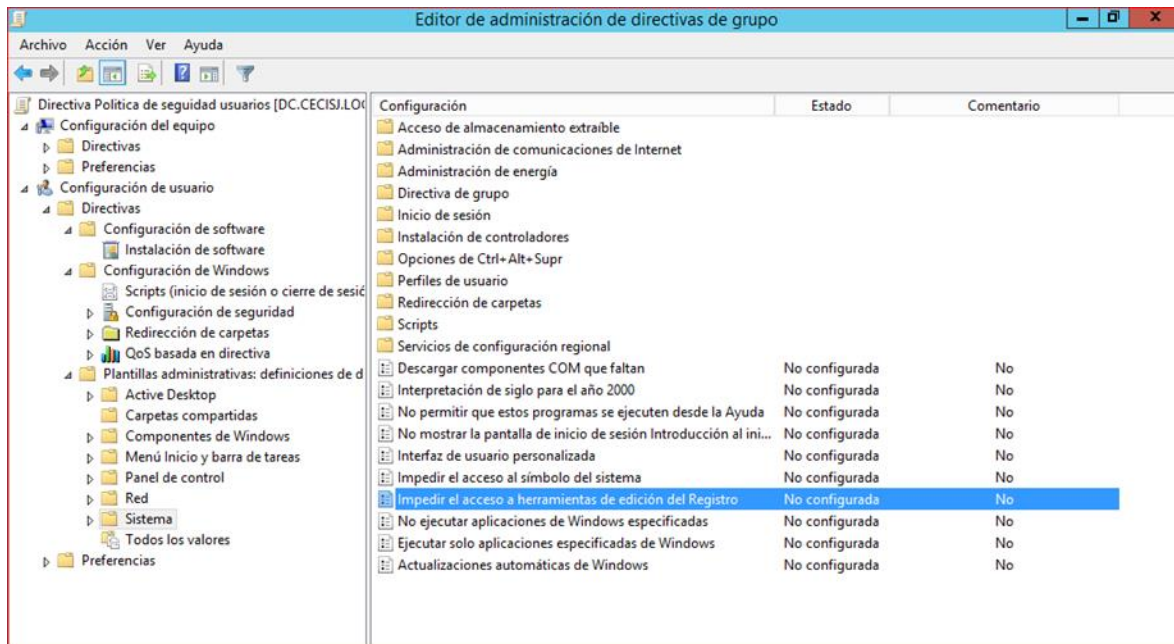 Editor de administración de directivas de grupo
Archivo Acción Ver Ayuda
Directiva Politica de seguidad usuarios [DC.CECISJ.LO
Configuración del equipo
Directivas
Preferencias
Configuración de usuario
Directivas
Configuración de software
Instalación de software
Configuración de Windows
Scripts (inicio de sesión o cierre de sesió
Configuración de seguridad
Redirección de carpetas
QoS basada en directiva
Plantillas administrativas: definiciones de d
Active Desktop
Carpetas compartidas
Componentes de Windows
Menú Inicio y barra de tareas
Panel de control
Red
Sistema
Todos los valores
Preferencias
Configuración Estado Comentario
Acceso de almacenamiento extraíble
Administración de comunicaciones de Internet
Administración de energía
Directiva de grupo
Inicio de sesión
Instalación de controladores
Opciones de Ctrl+Alt+Supr
Perfiles de usuario
Redirección de carpetas
Scripts
Servicios de configuración regional
Descargar componentes COM que faltan No configurada No
Interpretación de siglo para el año 2000 No configurada No
No permitir que estos programas se ejecuten desde la Ayuda No configurada No
No mostrar la pantalla de inicio de sesión Introducción al ini... No configurada No
Interfaz de usuario personalizada No configurada No
Impedir el acceso al símbolo del sistema No configurada No
Impedir el acceso a herramientas de edición del Registro No configurada No
No ejecutar aplicaciones de Windows especificadas No configurada No
Ejecutar solo aplicaciones especificadas de Windows No configurada No
Actualizaciones automáticas de Windows No configurada No